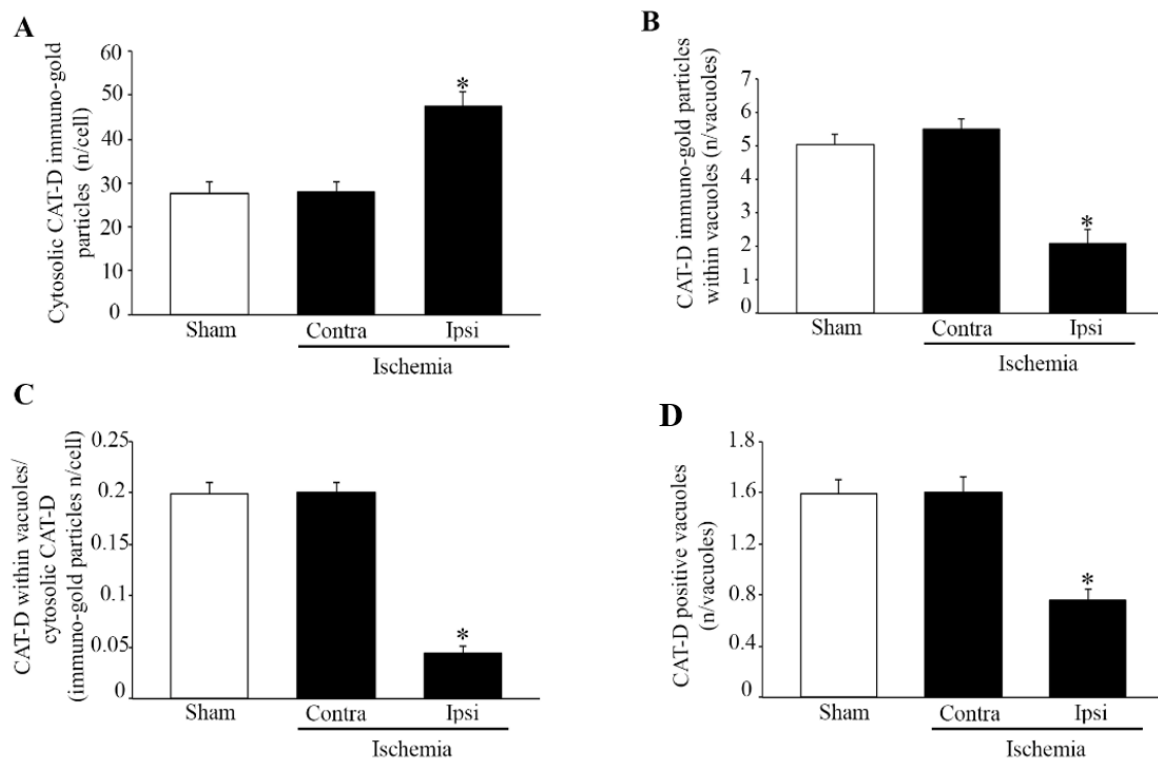 A
Cytosolic CAT-D immuno-gold
particles (n/cell)
60
50
40
30
20
10
0
*
Sham
Contra
Ipsi
Ischemia
B
CAT-D immuno-gold particles
within vacuoles (n/vacuoles)
7
6
5
4
3
2
1
0
*
Sham
Contra
Ipsi
Ischemia
C
CAT-D within vacuoles/
cytosolic CAT-D
(immuno-gold particles n/cell)
0.25
0.2
0.15
0.1
0.05
0
*
Sham
Contra
Ipsi
Ischemia
D
CAT-D positive vacuoles
(n/vacuoles)
1.8
1.6
1.2
0.8
0.4
0
*
Sham
Contra
Ipsi
Ischemia